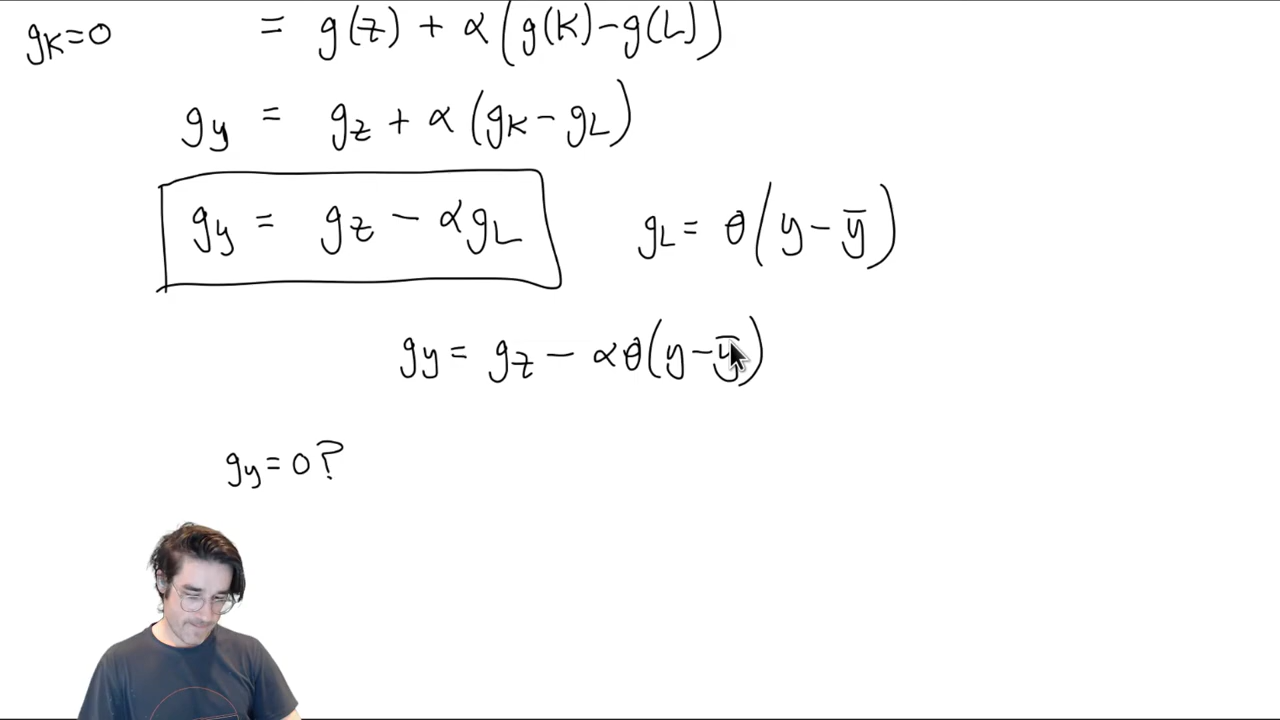 gK=0 = g(z) + α(g(K)-g(L))
gy = gz + α(gK - gL)
gy = gz - αgL gL = θ(y - ȳ)
gy = gz - αθ(y-ȳ)
gy = 0?